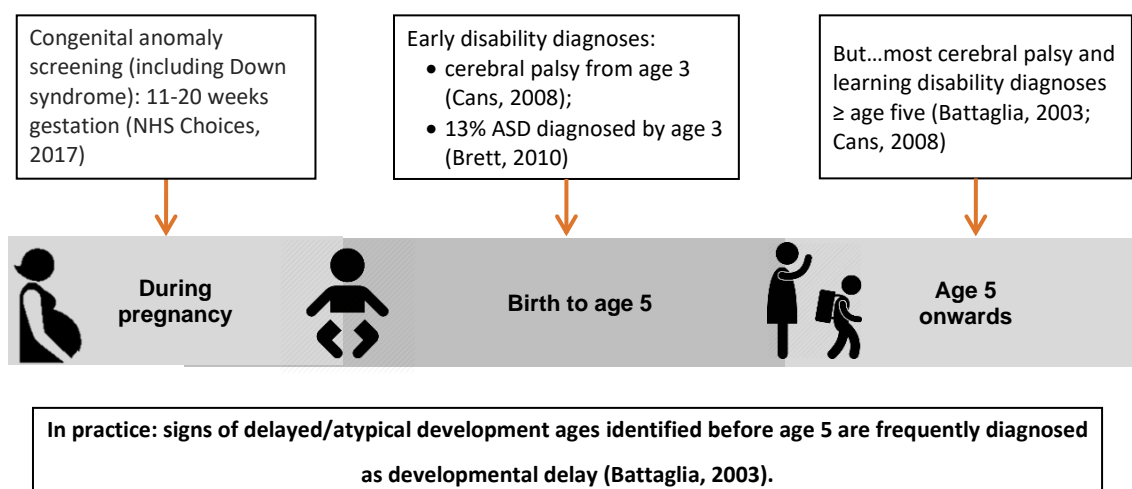 Congenital anomaly
screening (including Down
syndrome): 11-20 weeks
gestation (NHS Choices,
2017)
Early disability diagnoses:
• cerebral palsy from age 3
(Cans, 2008);
• 13% ASD diagnosed by age 3
(Brett, 2010)
But...most cerebral palsy and
learning disability diagnoses
≥ age five (Battaglia, 2003;
Cans, 2008)
During
pregnancy
Birth to age 5
Age 5
onwards
In practice: signs of delayed/atypical development ages identified before age 5 are frequently diagnosed
as developmental delay (Battaglia, 2003).